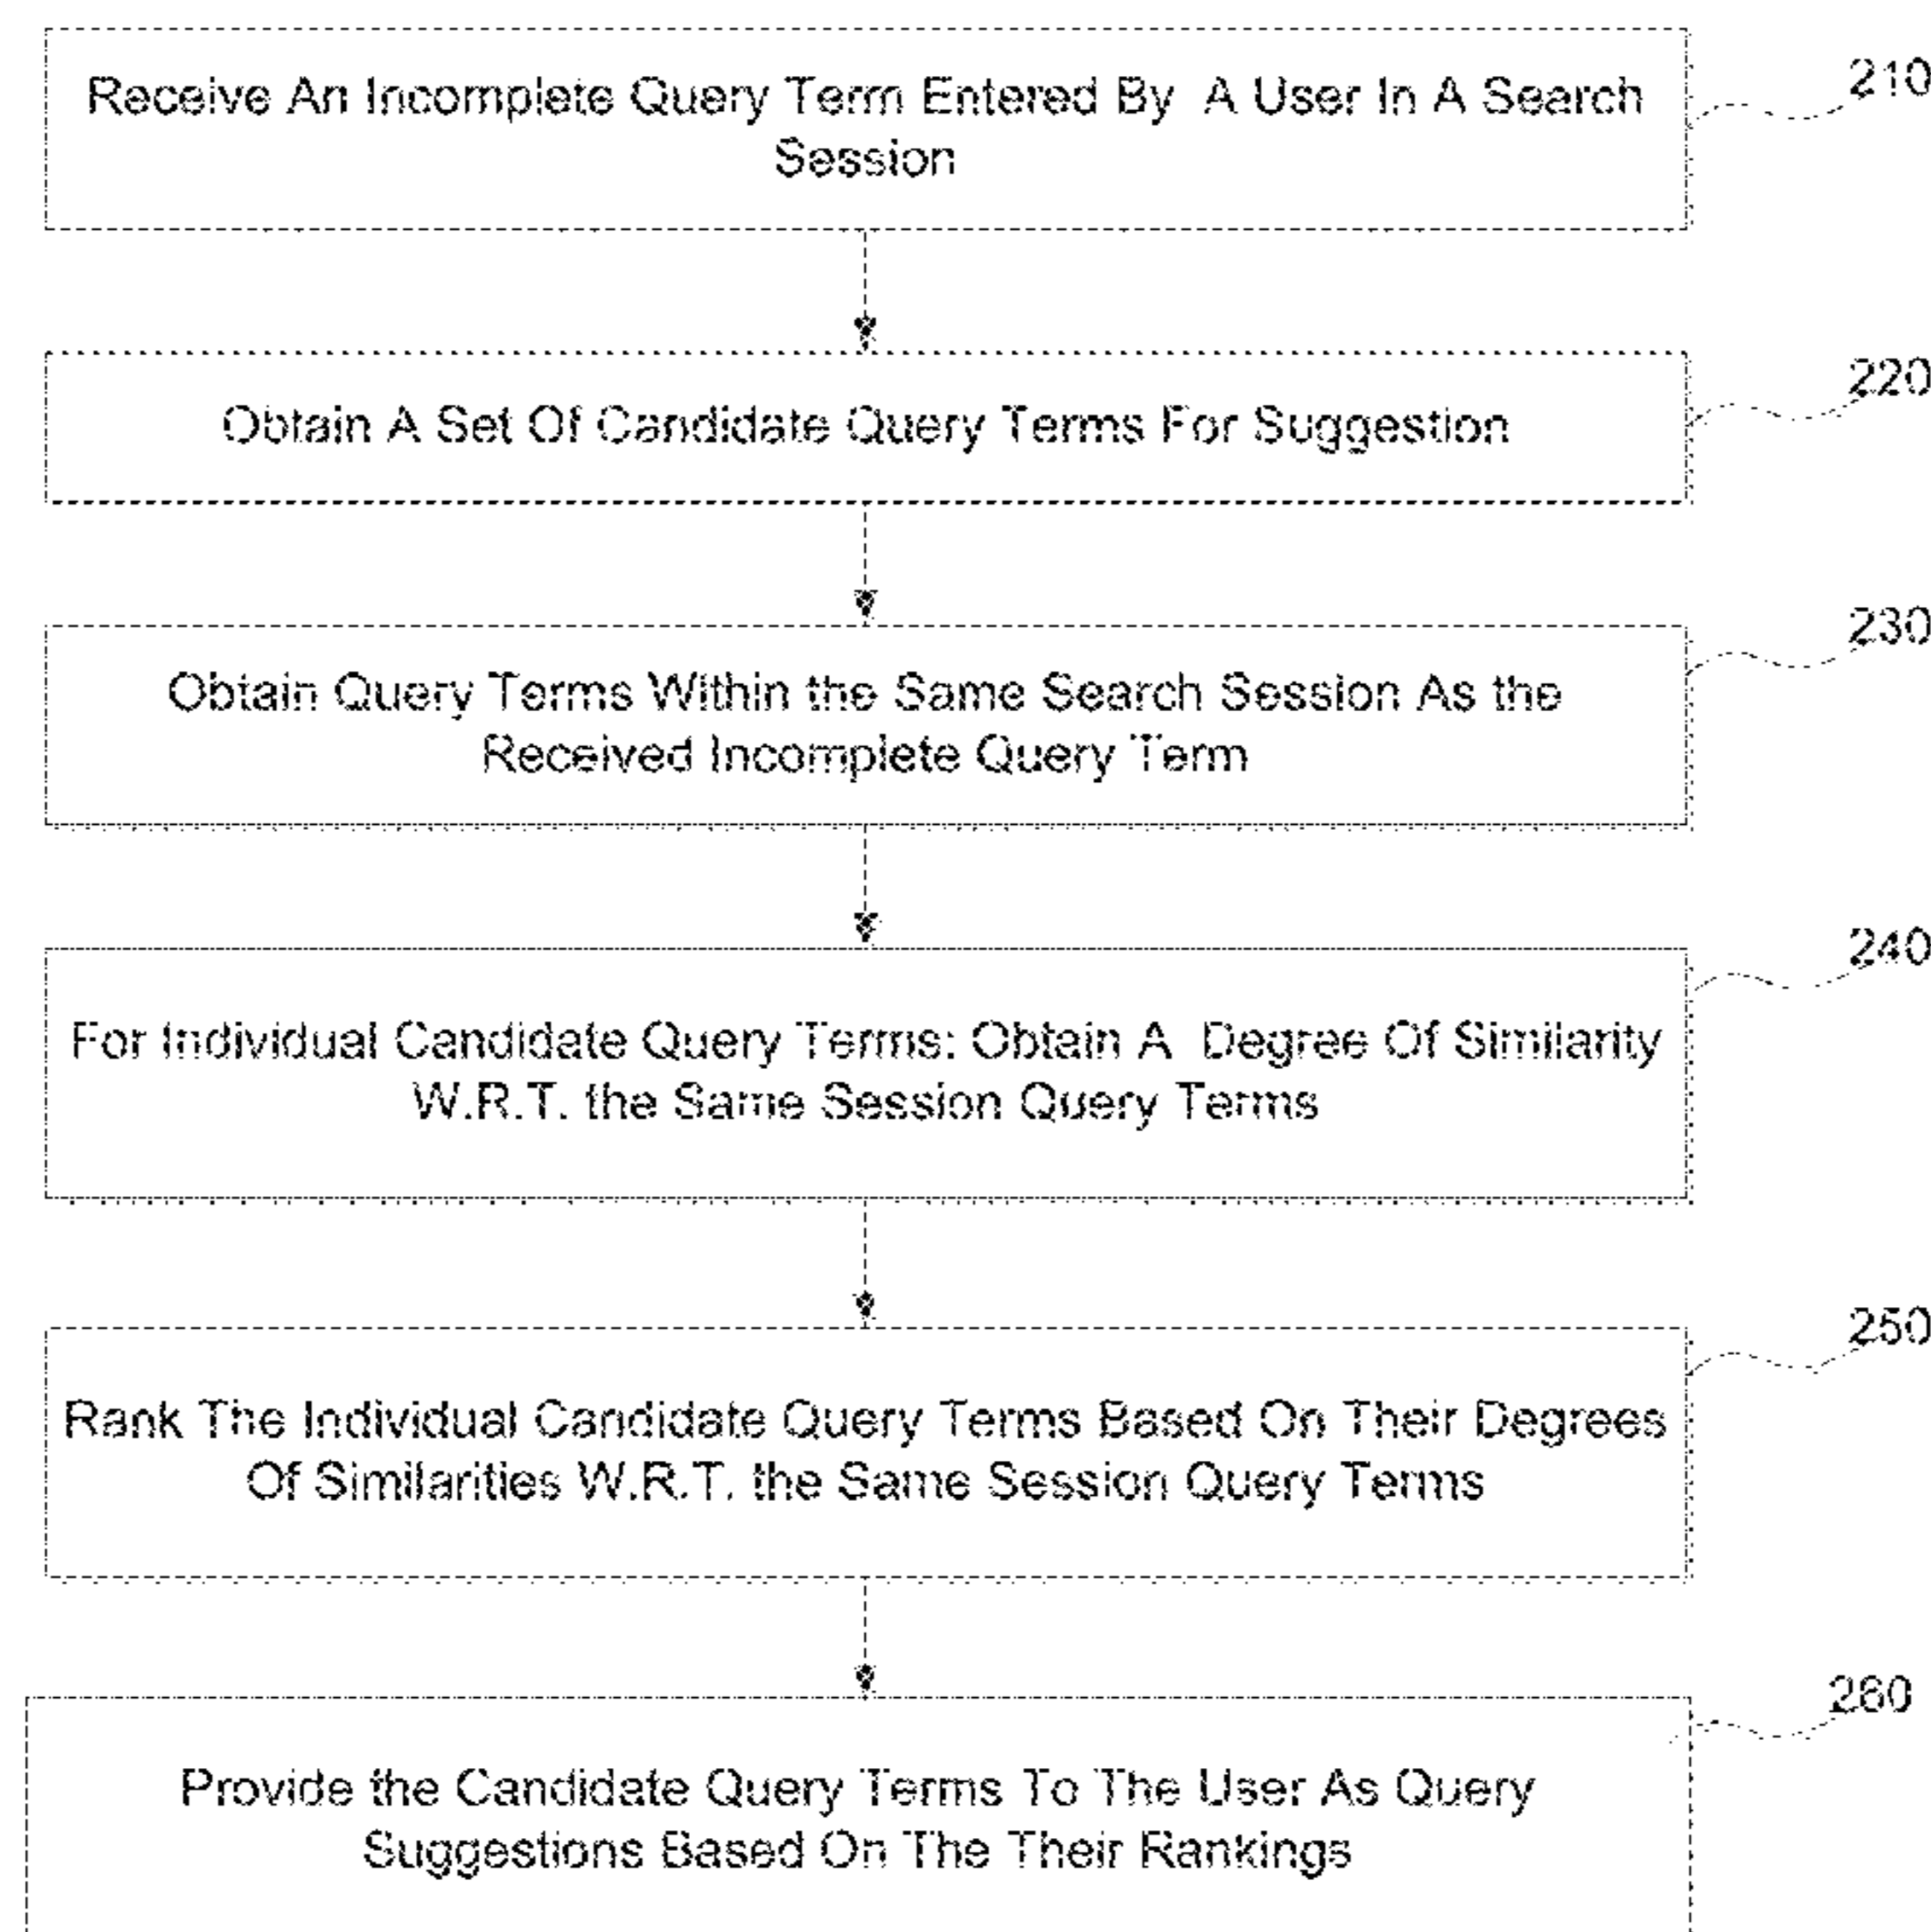 Receive An Incomplete Query Term Entered By A User In A Search
Session
210
Obtain A Set Of Candidate Query Terms For Suggestion
220
Obtain Query Terms Within the Same Search Session As the
Received Incomplete Query Term
230
For Individual Candidate Query Terms: Obtain A Degree Of Similarity
W.R.T. the Same Session Query Terms
240
Rank The Individual Candidate Query Terms Based On Their Degrees
Of Similarities W.R.T. the Same Session Query Terms
250
Provide the Candidate Query Terms To The User As Query
Suggestions Based On The Their Rankings
260